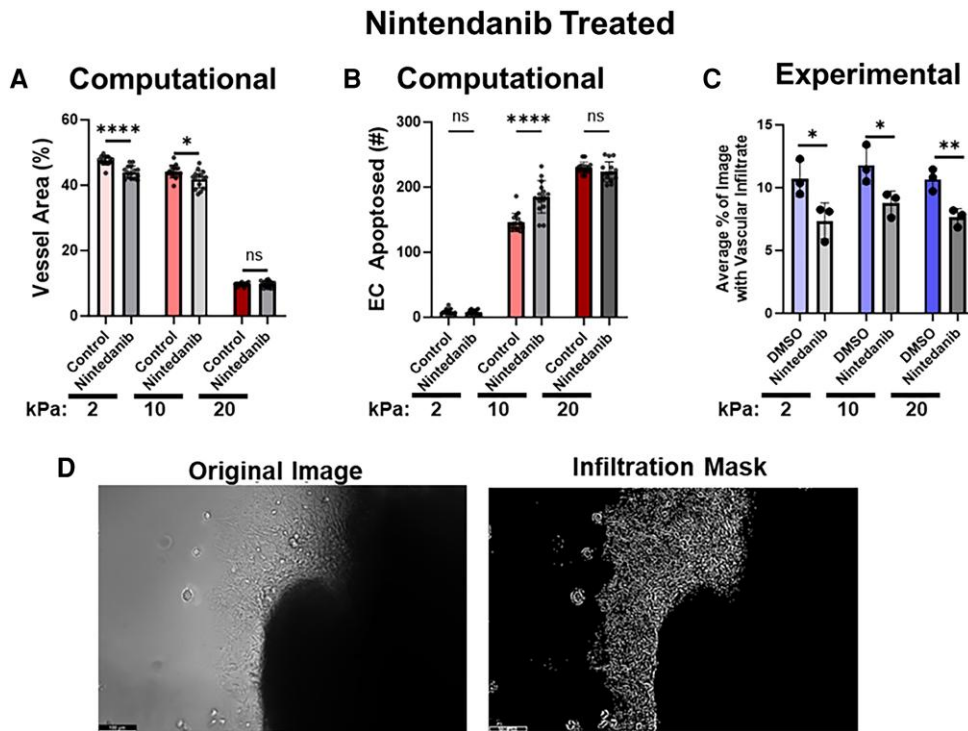 Nintendanib Treated
A Computational
Vessel Area (%)
60
40
20
0
****
*
ns
Control
Nintedanib
Control
Nintedanib
Control
Nintedanib
kPa: 2 10 20
B Computational
EC Apoptosed (#)
300
200
100
0
ns
****
ns
Control
Nintedanib
Control
Nintedanib
Control
Nintedanib
kPa: 2 10 20
C Experimental
Average % of Image
with Vascular Infiltrate
15
10
5
0
*
*
**
DMSO
Nintedanib
DMSO
Nintedanib
DMSO
Nintedanib
kPa: 2 10 20
D Original Image
Infiltration Mask